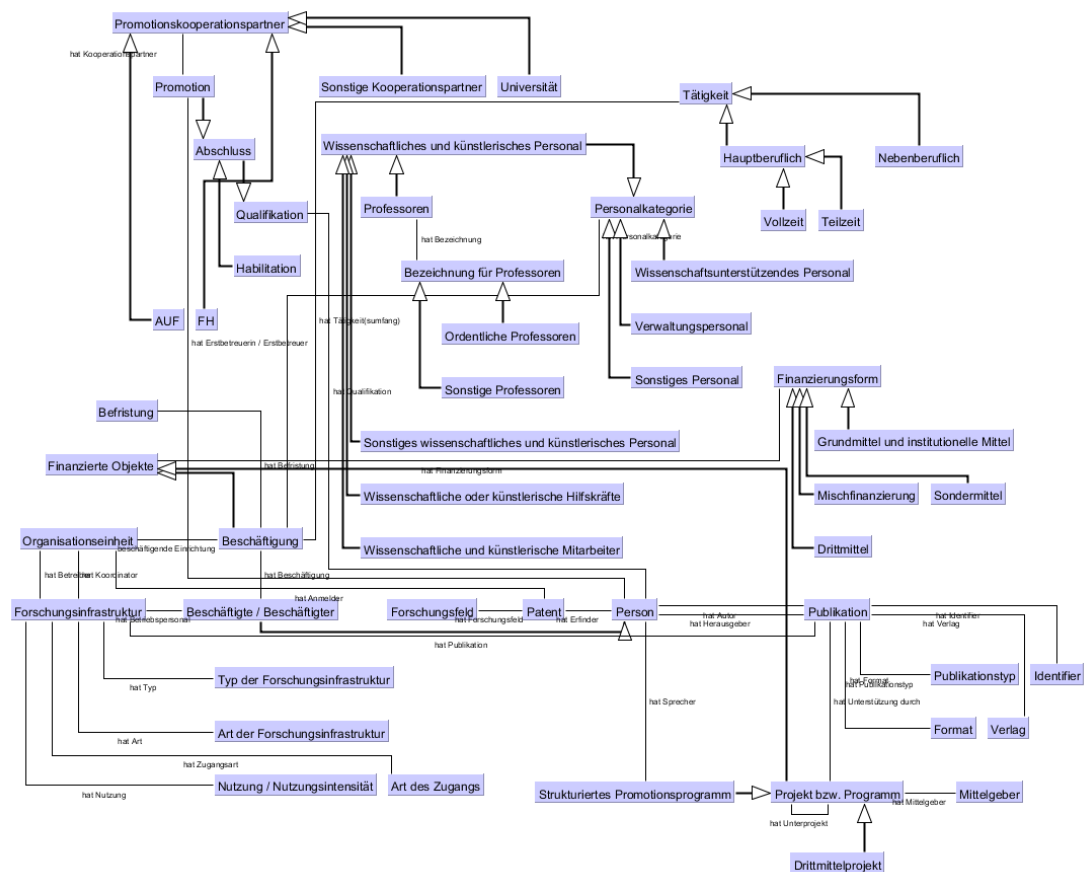 Promotionskooperationspartner
hat Kooperationspartner
Promotion
Sonstige Kooperationspartner
Universität
Tätigkeit
Abschluss
Wissenschaftliches und künstlerisches Personal
Hauptberuflich
Nebenberuflich
Qualifikation
Professoren
Personalkategorie
Vollzeit
Teilzeit
hat Bezeichnung
ersonalkategorie
Habilitation
Bezeichnung für Professoren
Wissenschaftsunterstützendes Personal
AUF
FH
hat Tätigkeit(sumfang)
Verwaltungspersonal
hat Erstbetreuerin / Erstbetreuer
Ordentliche Professoren
Sonstiges Personal
Finanzierungsform
hat Qualifikation
Sonstige Professoren
Befristung
Sonstiges wissenschaftliches und künstlerisches Personal
Grundmittel und institutionelle Mittel
Finanzierte Objekte
hat Befristung
hat Finanzierungsform
Wissenschaftliche oder künstlerische Hilfskräfte
Mischfinanzierung
Sondermittel
Organisationseinheit
beschäftigende Einrichtung
Beschäftigung
Wissenschaftliche und künstlerische Mitarbeiter
Drittmittel
hat Betreiber
hat Koordinator
hat Beschäftigung
hat Anmelder
Forschungsinfrastruktur
Beschäftigte / Beschäftigter
Forschungsfeld
Patent
Person
Publikation
hat Betriebspersonal
hat Forschungsfeld
hat Erfinder
hat Autor
hat Herausgeber
hat Identifier
hat Verlag
hat Publikation
Typ der Forschungsinfrastruktur
hat Typ
hat Format
hat Publikationstyp
Publikationstyp
Identifier
hat Sprecher
hat Unterstützung durch
Art der Forschungsinfrastruktur
hat Art
Format
Verlag
hat Zugangsart
Nutzung / Nutzungsintensität
Art des Zugangs
hat Nutzung
Strukturiertes Promotionsprogramm
Projekt bzw. Programm
Mittelgeber
hat Mittelgeber
hat Unterprojekt
Drittmittelprojekt